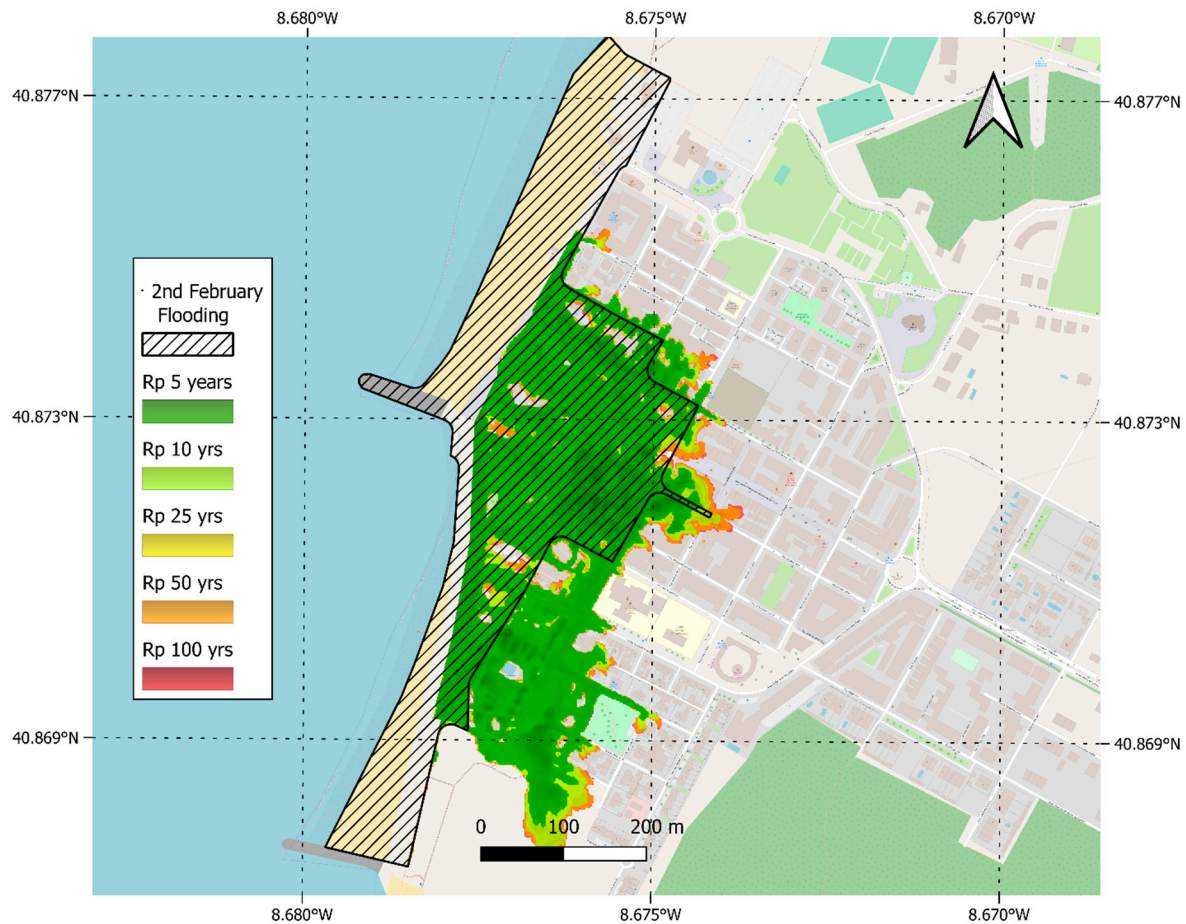 8.680°W 8.675°W 8.670°W
40.877°N 40.877°N
· 2nd February
Flooding
Rp 5 years
Rp 10 yrs
Rp 25 yrs
Rp 50 yrs
Rp 100 yrs
40.873°N 40.873°N
40.869°N 40.869°N
0 100 200 m
8.680°W 8.675°W 8.670°W